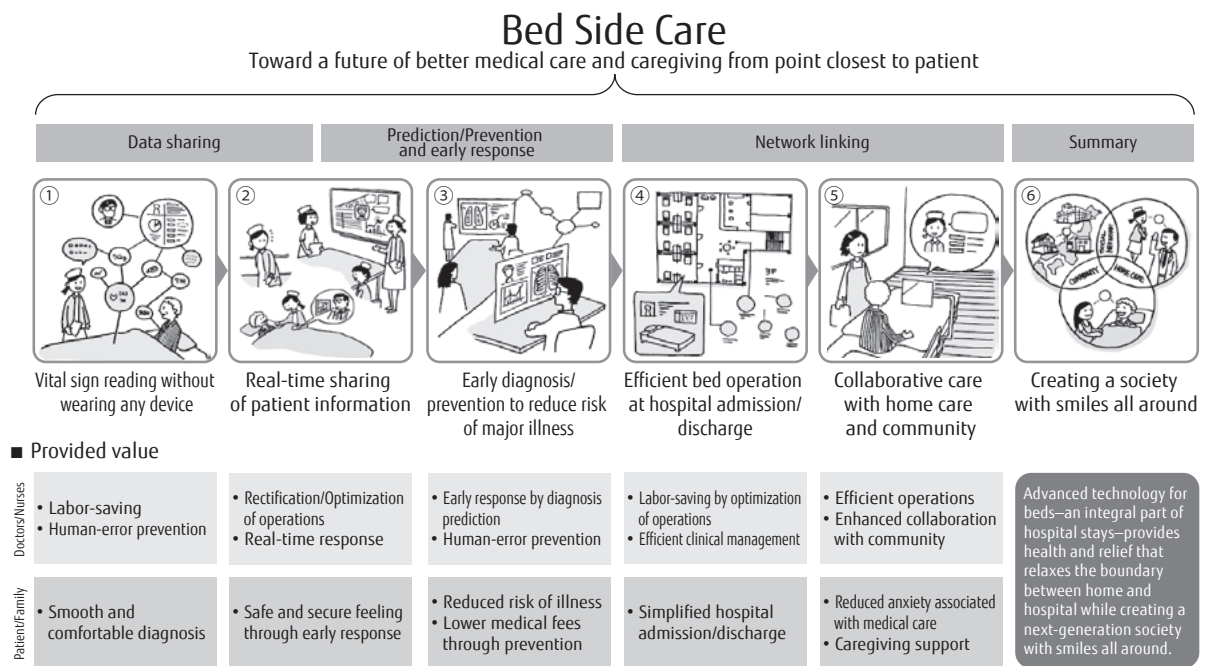 Bed Side Care
Toward a future of better medical care and caregiving from point closest to patient
Data sharing
Prediction/Prevention
and early response
Network linking
Summary
①
②
③
④
⑤
⑥
3F
SOCIAL
NETWORK
COMMUNITY
HOME CARE
Vital sign reading without
wearing any device
Real-time sharing
of patient information
Early diagnosis/
prevention to reduce risk
of major illness
Efficient bed operation
at hospital admission/
discharge
Collaborative care
with home care
and community
Creating a society
with smiles all around
■ Provided value
Doctors/Nurses
• Labor-saving
• Human-error prevention
• Rectification/Optimization
of operations
• Real-time response
• Early response by diagnosis
prediction
• Human-error prevention
• Labor-saving by optimization
of operations
• Efficient clinical management
• Efficient operations
• Enhanced collaboration
with community
Advanced technology for
beds—an integral part of
hospital stays—provides
health and relief that
relaxes the boundary
between home and
hospital while creating a
next-generation society
with smiles all around.
Patient/Family
• Smooth and
comfortable diagnosis
• Safe and secure feeling
through early response
• Reduced risk of illness
• Lower medical fees
through prevention
• Simplified hospital
admission/discharge
• Reduced anxiety associated
with medical care
• Caregiving support